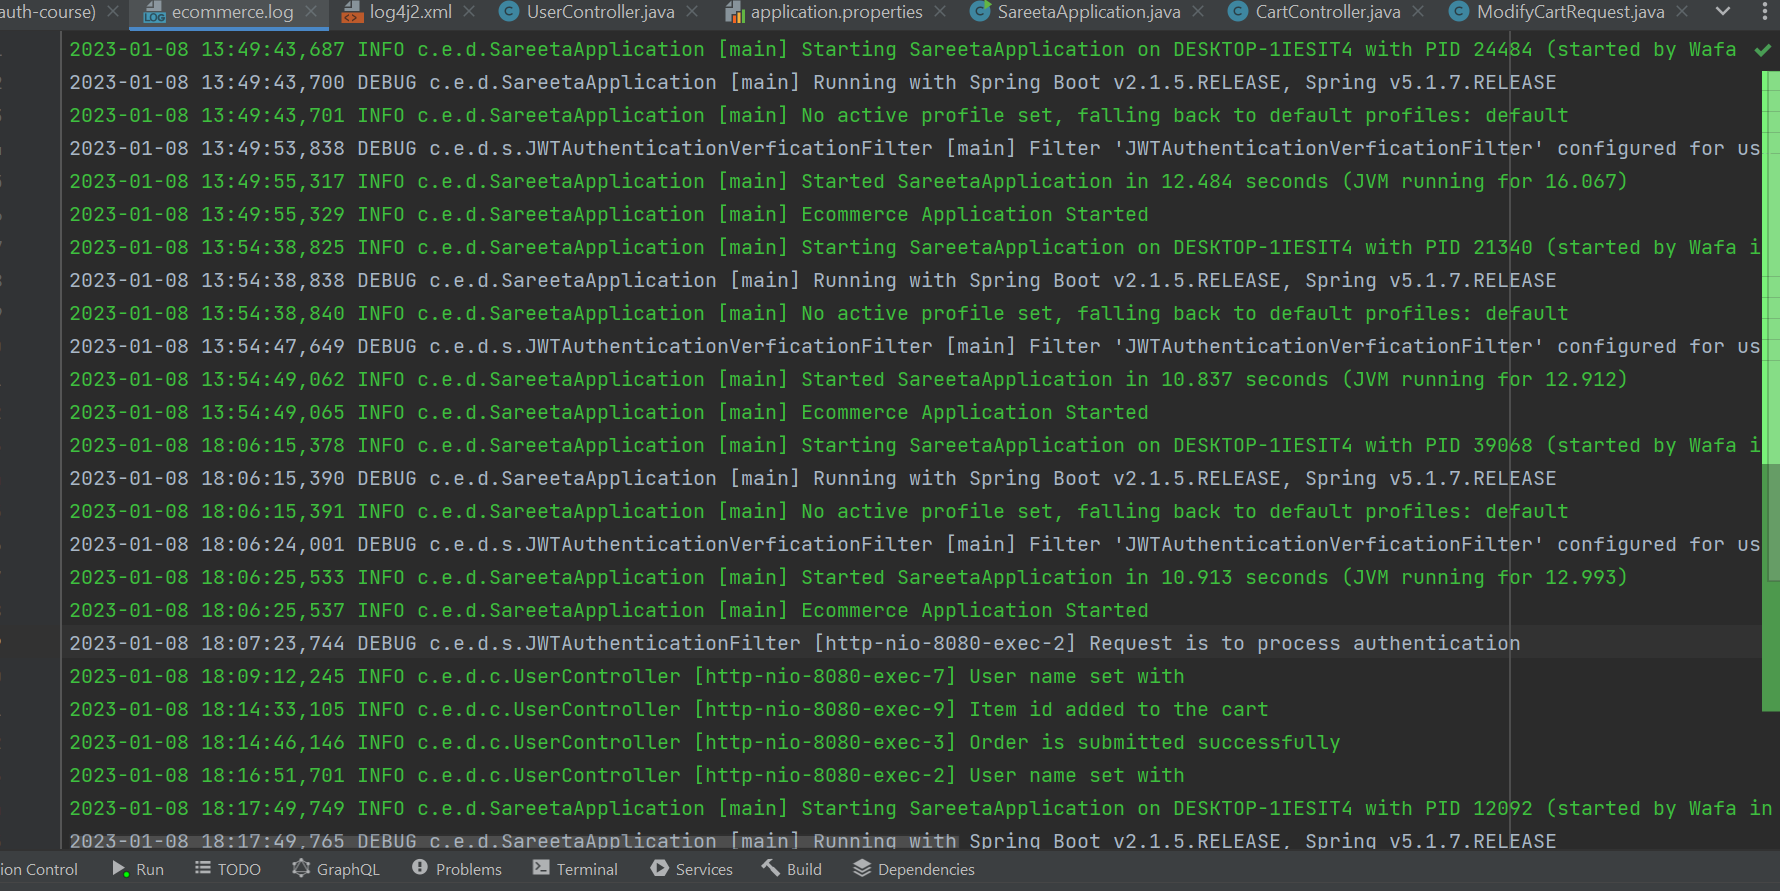 auth-course) ecommerce.log log4j2.xml UserController.java application.properties SareetaApplication.java CartController.java ModifyCartRequest.java
2023-01-08 13:49:43,687 INFO c.e.d.SareetaApplication [main] Starting SareetaApplication on DESKTOP-1IESIT4 with PID 24484 (started by Wafa
2023-01-08 13:49:43,700 DEBUG c.e.d.SareetaApplication [main] Running with Spring Boot v2.1.5.RELEASE, Spring v5.1.7.RELEASE
2023-01-08 13:49:43,701 INFO c.e.d.SareetaApplication [main] No active profile set, falling back to default profiles: default
2023-01-08 13:49:53,838 DEBUG c.e.d.s.JWTAuthenticationVerficationFilter [main] Filter 'JWTAuthenticationVerficationFilter' configured for us
2023-01-08 13:49:55,317 INFO c.e.d.SareetaApplication [main] Started SareetaApplication in 12.484 seconds (JVM running for 16.067)
2023-01-08 13:49:55,329 INFO c.e.d.SareetaApplication [main] Ecommerce Application Started
2023-01-08 13:54:38,825 INFO c.e.d.SareetaApplication [main] Starting SareetaApplication on DESKTOP-1IESIT4 with PID 21340 (started by Wafa i
2023-01-08 13:54:38,838 DEBUG c.e.d.SareetaApplication [main] Running with Spring Boot v2.1.5.RELEASE, Spring v5.1.7.RELEASE
2023-01-08 13:54:38,840 INFO c.e.d.SareetaApplication [main] No active profile set, falling back to default profiles: default
2023-01-08 13:54:47,649 DEBUG c.e.d.s.JWTAuthenticationVerficationFilter [main] Filter 'JWTAuthenticationVerficationFilter' configured for us
2023-01-08 13:54:49,062 INFO c.e.d.SareetaApplication [main] Started SareetaApplication in 10.837 seconds (JVM running for 12.912)
2023-01-08 13:54:49,065 INFO c.e.d.SareetaApplication [main] Ecommerce Application Started
2023-01-08 18:06:15,378 INFO c.e.d.SareetaApplication [main] Starting SareetaApplication on DESKTOP-1IESIT4 with PID 39068 (started by Wafa i
2023-01-08 18:06:15,390 DEBUG c.e.d.SareetaApplication [main] Running with Spring Boot v2.1.5.RELEASE, Spring v5.1.7.RELEASE
2023-01-08 18:06:15,391 INFO c.e.d.SareetaApplication [main] No active profile set, falling back to default profiles: default
2023-01-08 18:06:24,001 DEBUG c.e.d.s.JWTAuthenticationVerficationFilter [main] Filter 'JWTAuthenticationVerficationFilter' configured for us
2023-01-08 18:06:25,533 INFO c.e.d.SareetaApplication [main] Started SareetaApplication in 10.913 seconds (JVM running for 12.993)
2023-01-08 18:06:25,537 INFO c.e.d.SareetaApplication [main] Ecommerce Application Started
2023-01-08 18:07:23,744 DEBUG c.e.d.s.JWTAuthenticationFilter [http-nio-8080-exec-2] Request is to process authentication
2023-01-08 18:09:12,245 INFO c.e.d.c.UserController [http-nio-8080-exec-7] User name set with
2023-01-08 18:14:33,105 INFO c.e.d.c.UserController [http-nio-8080-exec-9] Item id added to the cart
2023-01-08 18:14:46,146 INFO c.e.d.c.UserController [http-nio-8080-exec-3] Order is submitted successfully
2023-01-08 18:16:51,701 INFO c.e.d.c.UserController [http-nio-8080-exec-2] User name set with
2023-01-08 18:17:49,749 INFO c.e.d.SareetaApplication [main] Starting SareetaApplication on DESKTOP-1IESIT4 with PID 12092 (started by Wafa in
2023-01-08 18:17:49,765 DEBUG c.e.d.SareetaApplication [main] Running with Spring Boot v2.1.5.RELEASE, Spring v5.1.7.RELEASE
ion Control Run TODO GraphQL Problems Terminal Services Build Dependencies